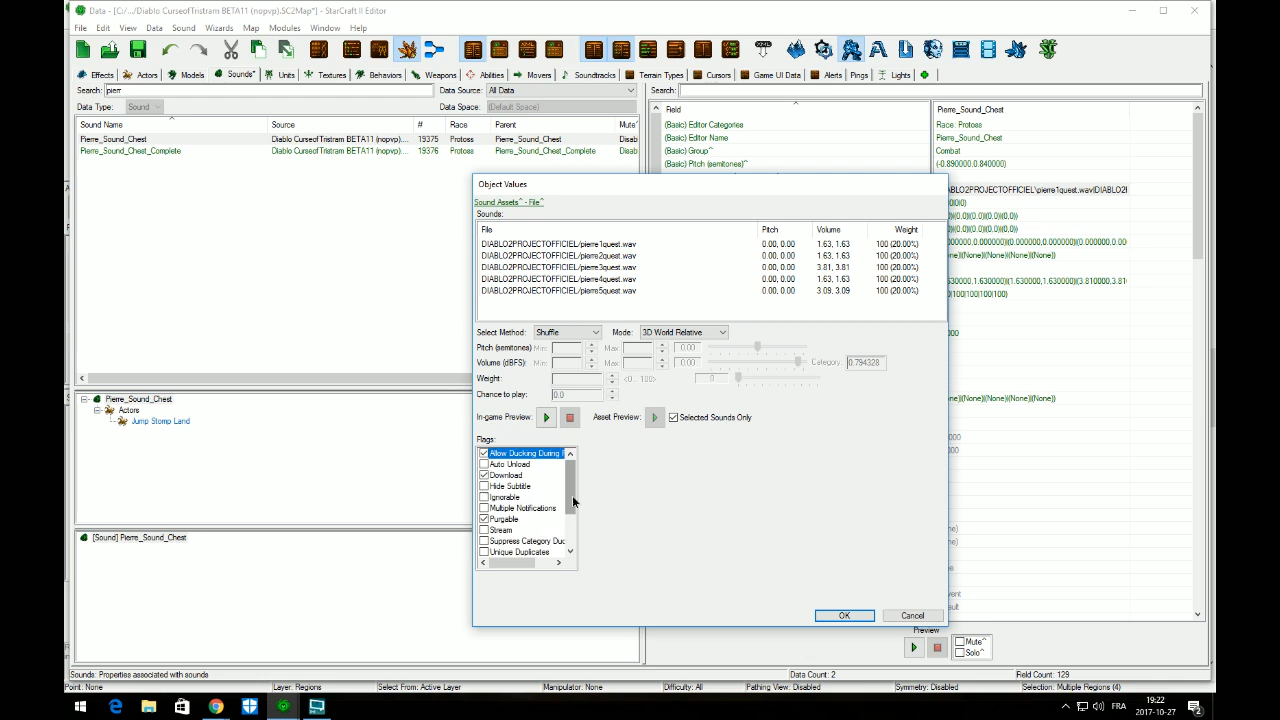 Data - [C:/.../Diablo CurseofTristram BETA11 (nopvp).SC2Map*] - StarCraft II Editor
File Edit View Data Sound Wizards Map Modules Window Help
Effects Actors Models Sounds* Units Textures Behaviors Weapons Abilities Movers Soundtracks Terrain Types Cursors Game UI Data Alerts Pings Lights
Search: pierr Data Source: All Data Search:
Data Type: Sound Data Space: (Default Space) Field Pierre_Sound_Chest
Sound Name Source # Race Parent Mute^ (Basic) Editor Categories Race: Protoss
Pierre_Sound_Chest Diablo CurseofTristram BETA11 (nopvp).... 19375 Protoss Pierre_Sound_Chest Disab (Basic) Editor Name Pierre_Sound_Chest
Pierre_Sound_Chest_Complete Diablo CurseofTristram BETA11 (nopvp).... 19376 Protoss Pierre_Sound_Chest_Complete Disab (Basic) Group^ Combat
(Basic) Pitch (semitones)^ (-0.890000,0.840000)
Object Values
Sound Assets^ - File^
Sounds:
File Pitch Volume Weight
DIABLO2PROJECTOFFICIEL/pierre1quest.wav 0.00, 0.00 1.63, 1.63 100 (20.00%)
DIABLO2PROJECTOFFICIEL/pierre2quest.wav 0.00, 0.00 1.63, 1.63 100 (20.00%)
DIABLO2PROJECTOFFICIEL/pierre3quest.wav 0.00, 0.00 3.81, 3.81 100 (20.00%)
DIABLO2PROJECTOFFICIEL/pierre4quest.wav 0.00, 0.00 1.63, 1.63 100 (20.00%)
DIABLO2PROJECTOFFICIEL/pierre5quest.wav 0.00, 0.00 3.09, 3.09 100 (20.00%)
Select Method: Shuffle Mode: 3D World Relative
Pitch (semitones) Min: Max: 0.00
Volume (dBFS): Min: Max: 0.00 Category: 0.794328
Weight: <0... 100> 0
Chance to play: 0.0
In-game Preview: Asset Preview: Selected Sounds Only
Flags:
Allow Ducking During
Auto Unload
Download
Hide Subtitle
Ignorable
Multiple Notifications
Purgable
Stream
Suppress Category Duc
Unique Duplicates
OK Cancel
Pierre_Sound_Chest
Actors
Jump Stomp Land
[Sound] Pierre_Sound_Chest
Preview
Mute^
Solo^
Sounds: Properties associated with sounds Data Count: 2 Field Count: 129
Point: None Layer: Regions Select From: Active Layer Manipulator: None Difficulty: All Pathing View: Disabled Symmetry: Disabled Selection: Multiple Regions (4)
FRA 19:22
2017-10-27 2